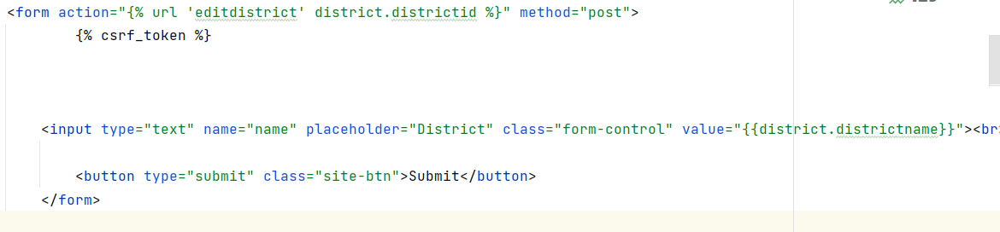 <form action="{% url 'editdistrict' district.districtid %}" method="post">
{% csrf_token %}
<input type="text" name="name" placeholder="District" class="form-control" value="{{district.districtname}}"><br>
<button type="submit" class="site-btn">Submit</button>
</form>